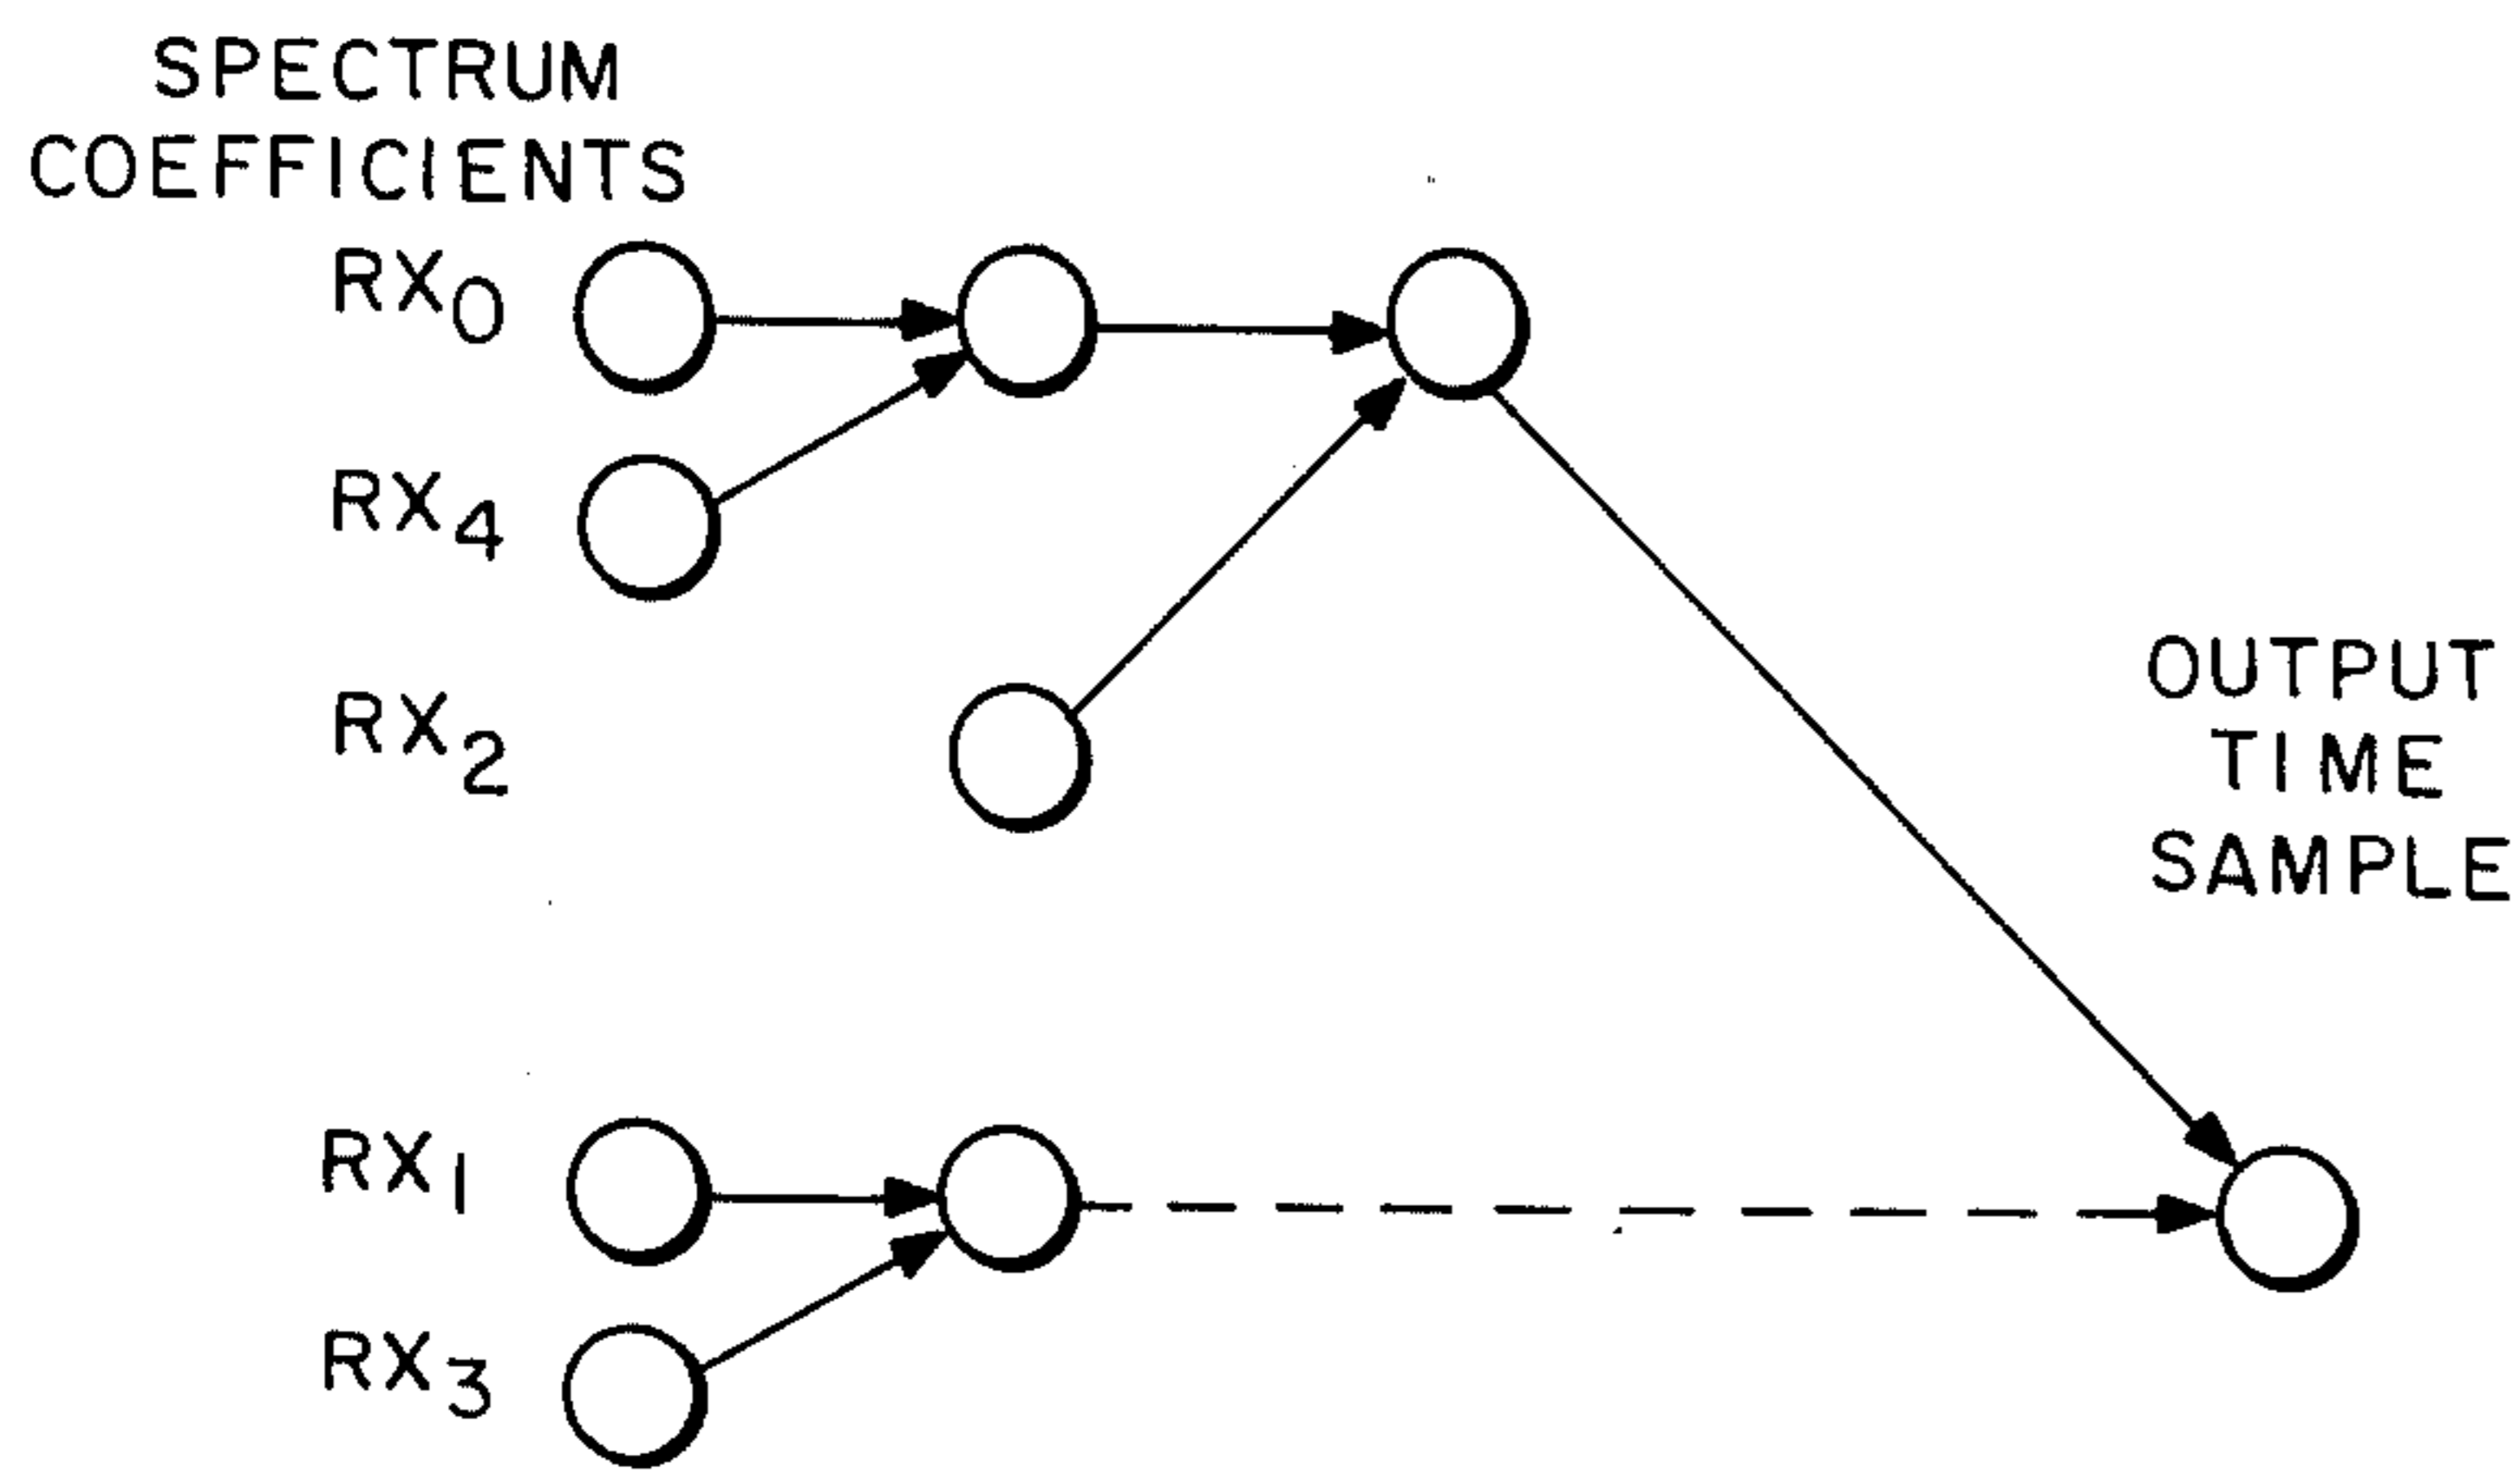 SPECTRUM
COEFFICIENTS
RX0
RX4
RX2
OUTPUT
TIME
SAMPLE
RX1
RX3